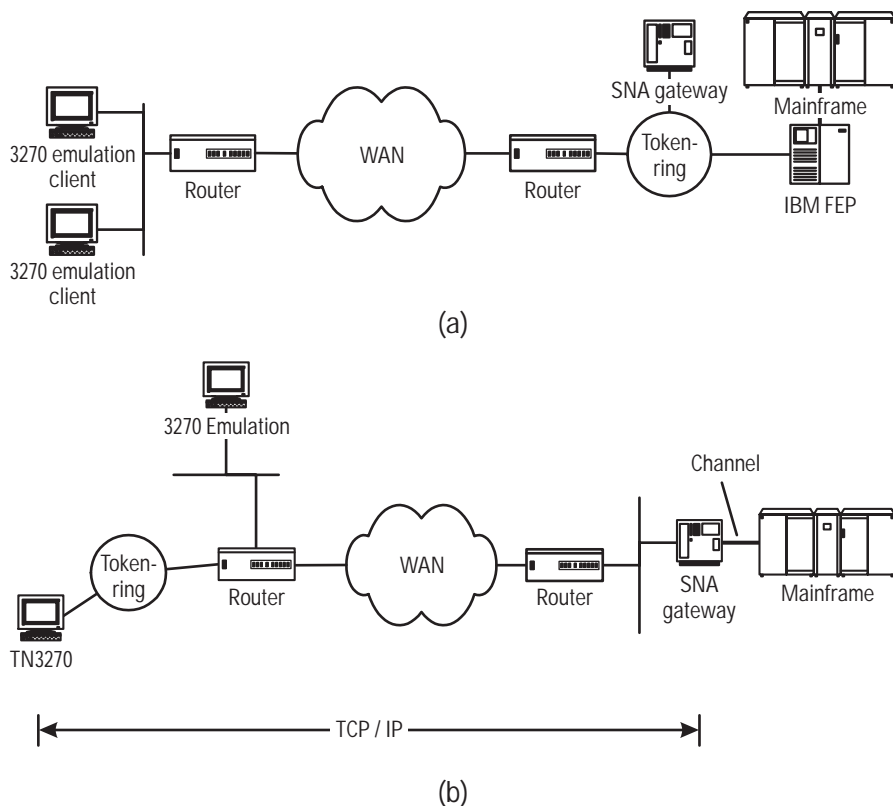 SNA gateway
Mainframe
3270 emulation
client
Router
WAN
Router
Token-
ring
IBM FEP
3270 emulation
client
(a)
3270 Emulation
Channel
Token-
ring
Router
WAN
Router
SNA
gateway
Mainframe
TN3270
TCP / IP
(b)